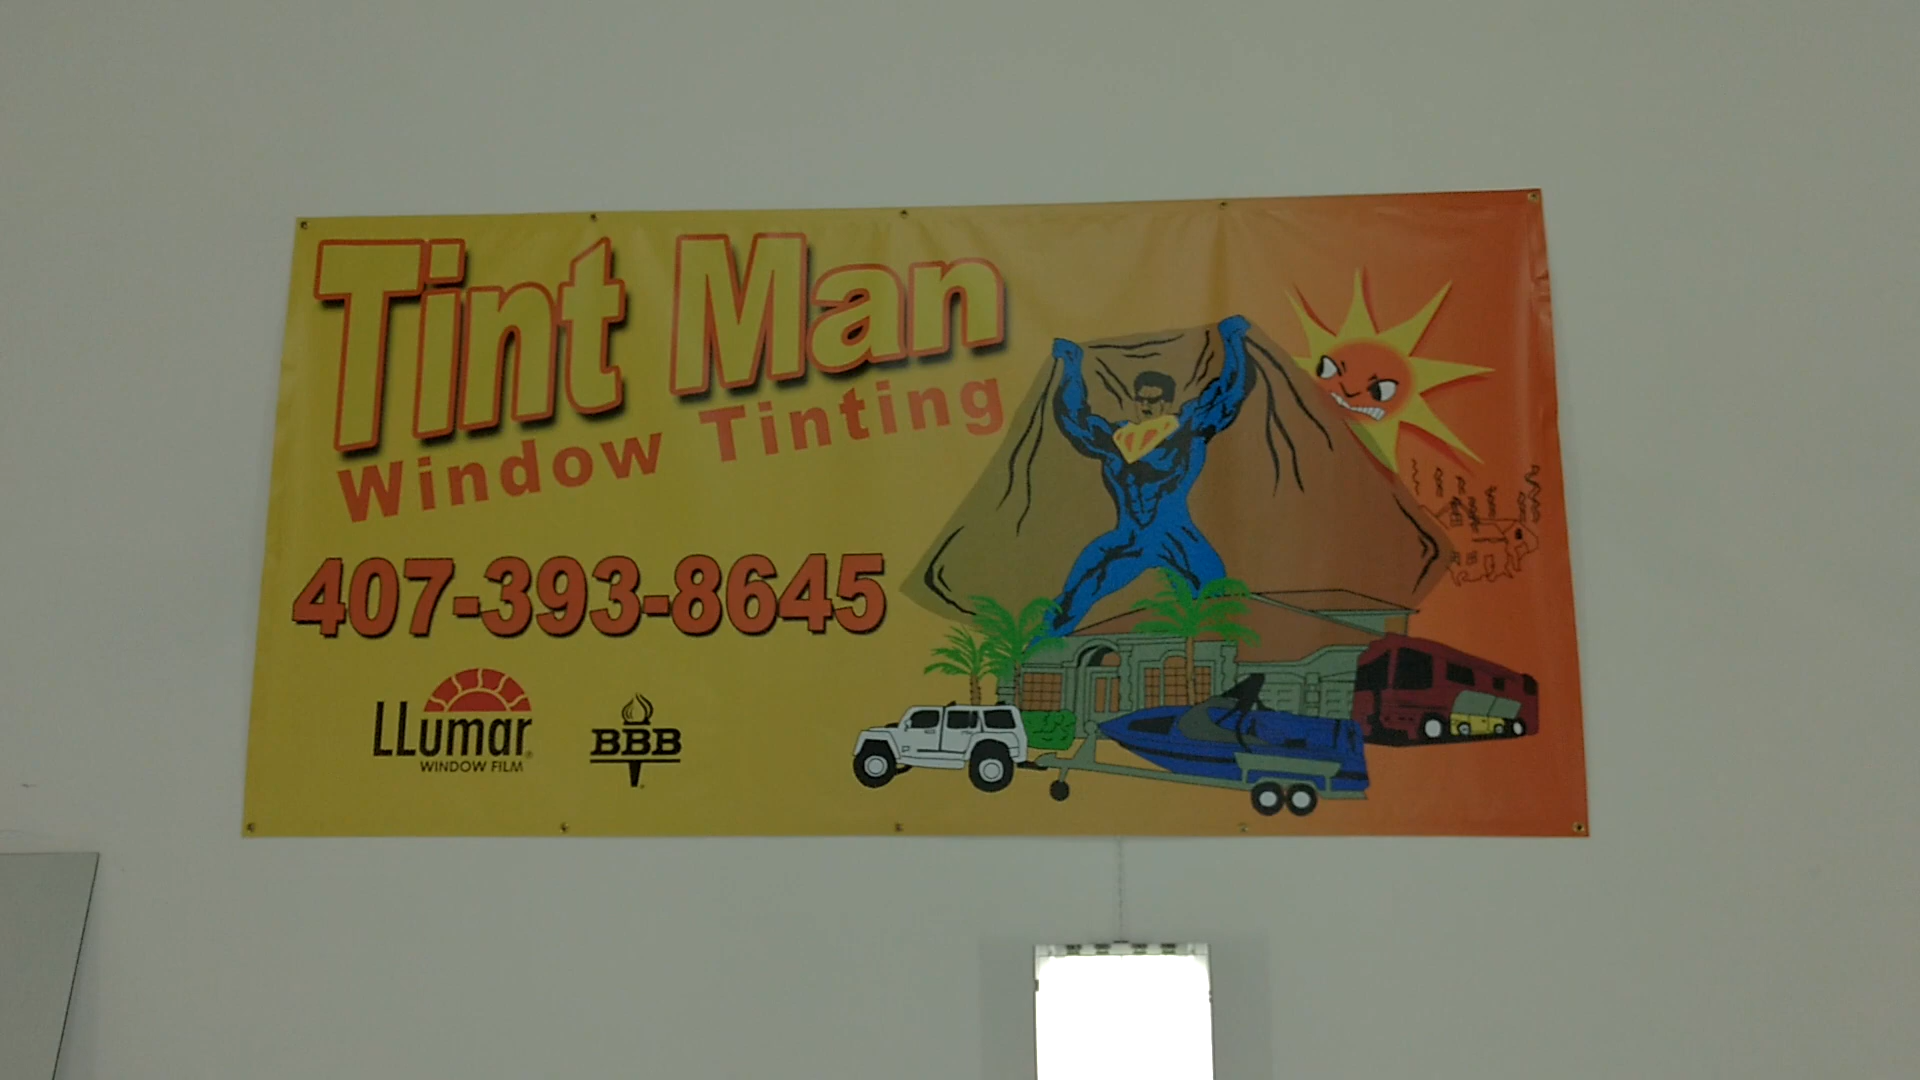 Tint Man
Window Tinting
407-393-8645
LLumar
WINDOW FILM
BBB